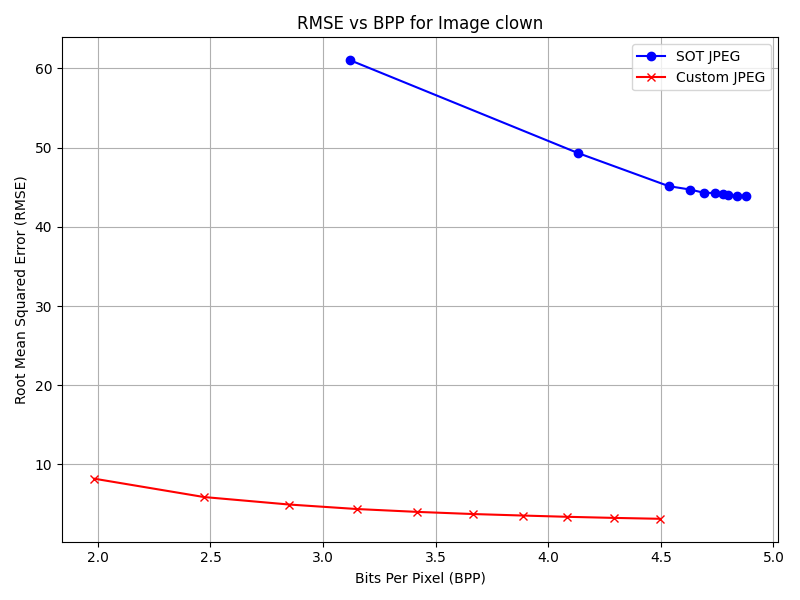 RMSE vs BPP for Image clown
SOT JPEG
Custom JPEG
Root Mean Squared Error (RMSE)
60
50
40
30
20
10
2.0 2.5 3.0 3.5 4.0 4.5 5.0
Bits Per Pixel (BPP)